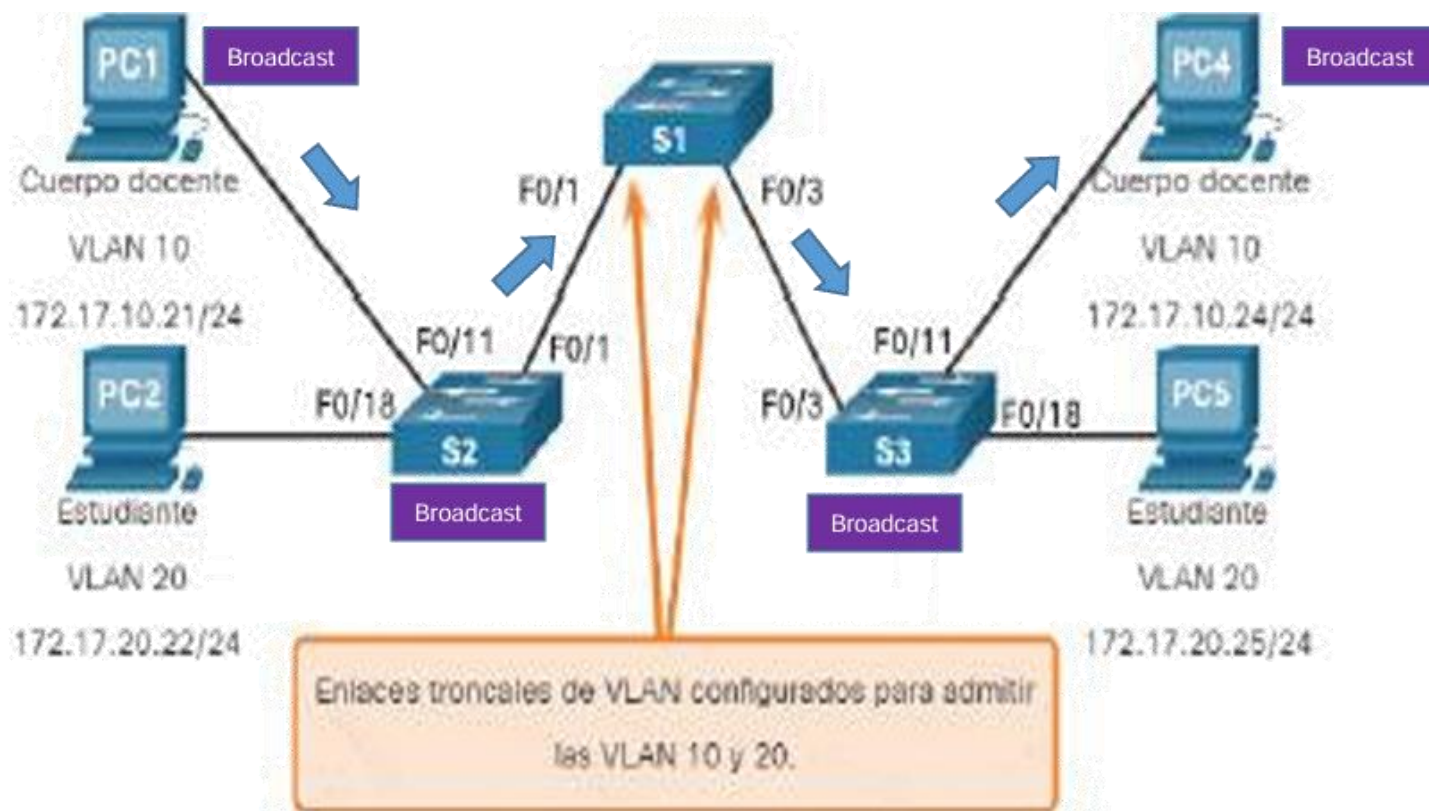 PC1
Broadcast
Cuerpo docente
VLAN 10
172.17.10.21/24
PC2
Estudiante
VLAN 20
172.17.20.22/24
F0/11
F0/18
F0/1
S2
Broadcast
F0/1
S1
F0/3
F0/3
S3
Broadcast
F0/11
F0/18
PC4
Broadcast
Cuerpo docente
VLAN 10
172.17.10.24/24
PC5
Estudiante
VLAN 20
172.17.20.25/24
Enlaces troncales de VLAN configurados para admitir
las VLAN 10 y 20.